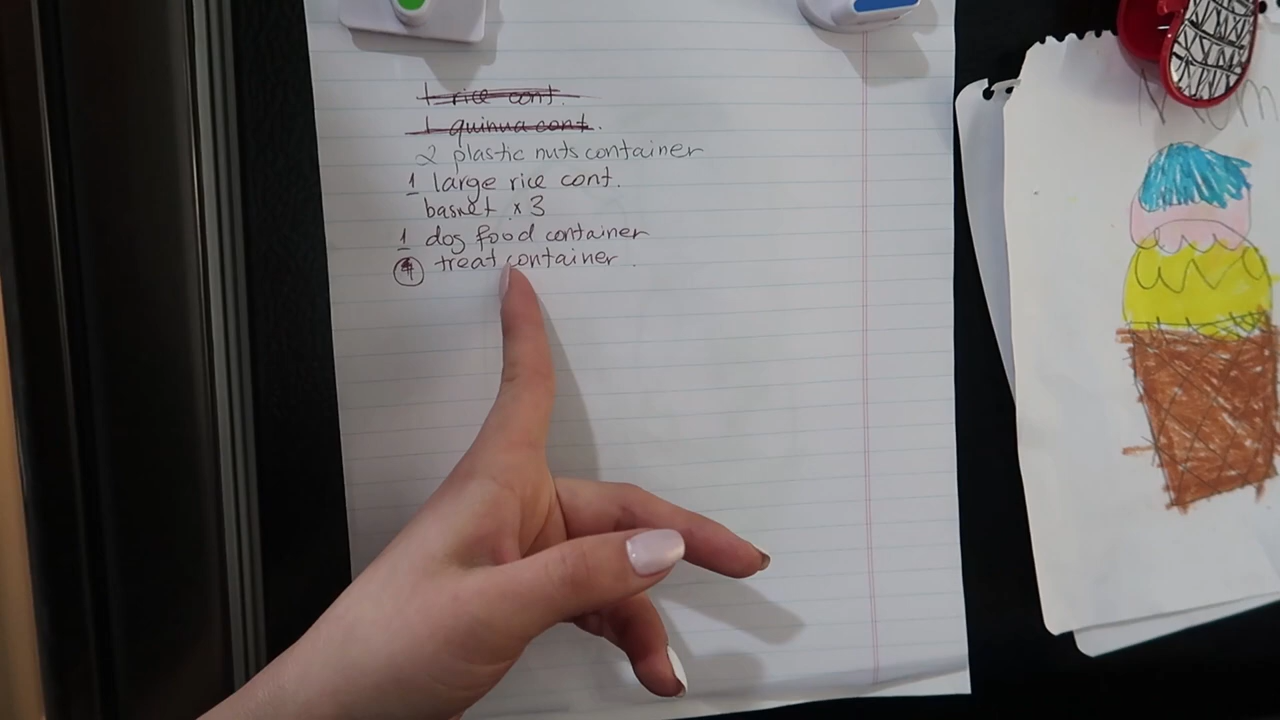 1 rice cont.
1 quinua cont.
2 plastic nuts container
1 large rice cont.
basket x 3
1 dog food container
treat container.